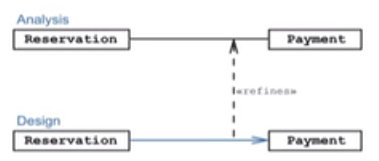 Analysis
Reservation Payment
«refines»
Design
Reservation Payment